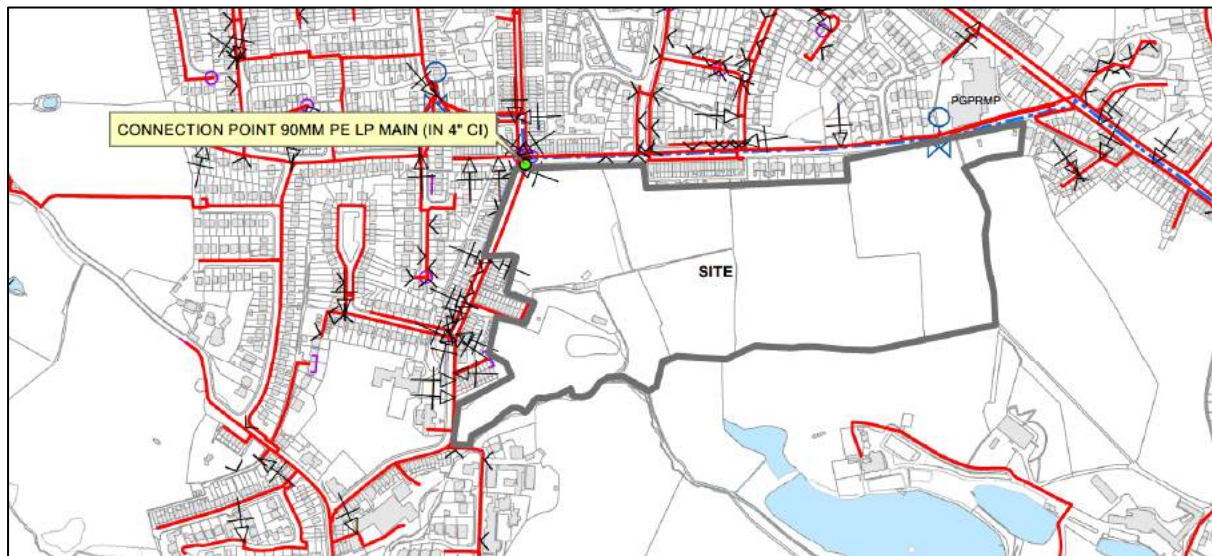 PGPRMP
CONNECTION POINT 90MM PE LP MAIN (IN 4" CI)
SITE